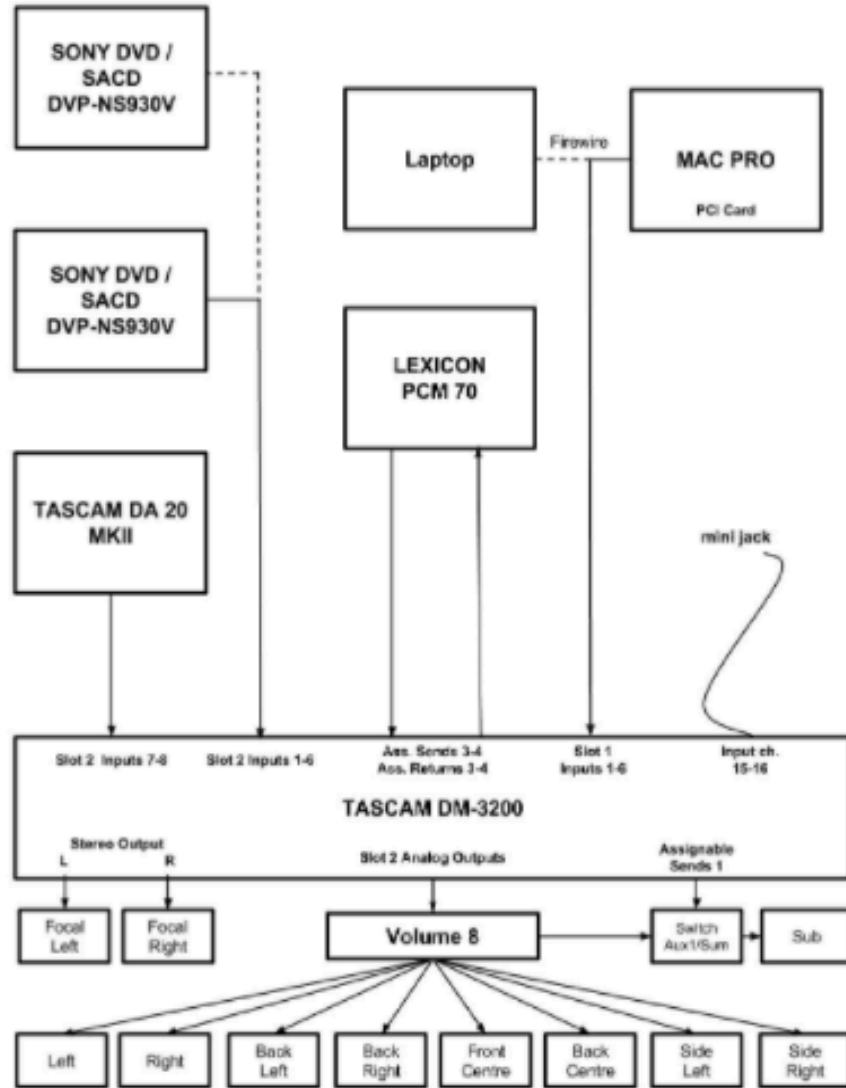 SONY DVD /
SACD
DVP-NS930V
Laptop
Firewire
MAC PRO
PCI Card
SONY DVD /
SACD
DVP-NS930V
LEXICON
PCM 70
TASCAM DA 20
MKII
mini jack
Slot 2 Inputs 7-8
Slot 2 Inputs 1-6
Ass. Sends 3-4
Ass. Returns 3-4
Slot 1
Inputs 1-6
Input ch.
15-16
TASCAM DM-3200
Stereo Output
L
R
Slot 2 Analog Outputs
Assignable
Sends 1
Focal
Left
Focal
Right
Volume 8
Switch
Aux1/Sum
Sub
Left
Right
Back
Left
Back
Right
Front
Centre
Back
Centre
Side
Left
Side
Right